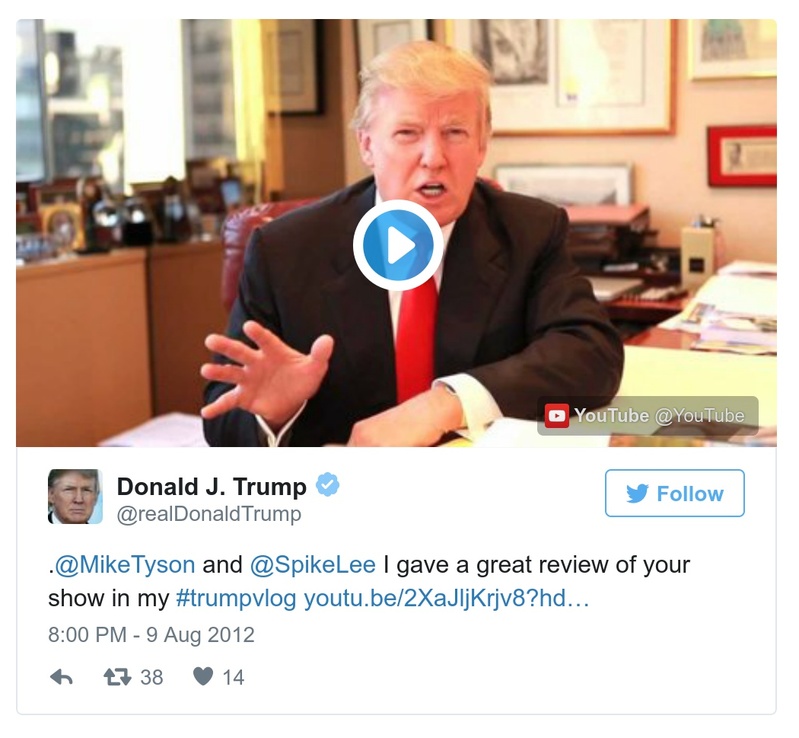 YouTube @YouTube
Donald J. Trump
Follow
@realDonaldTrump
.@MikeTyson and @SpikeLee I gave a great review of your
show in my #trumpvlog youtu.be/2XaJljKrjv8?hd…
8:00 PM - 9 Aug 2012
38 14